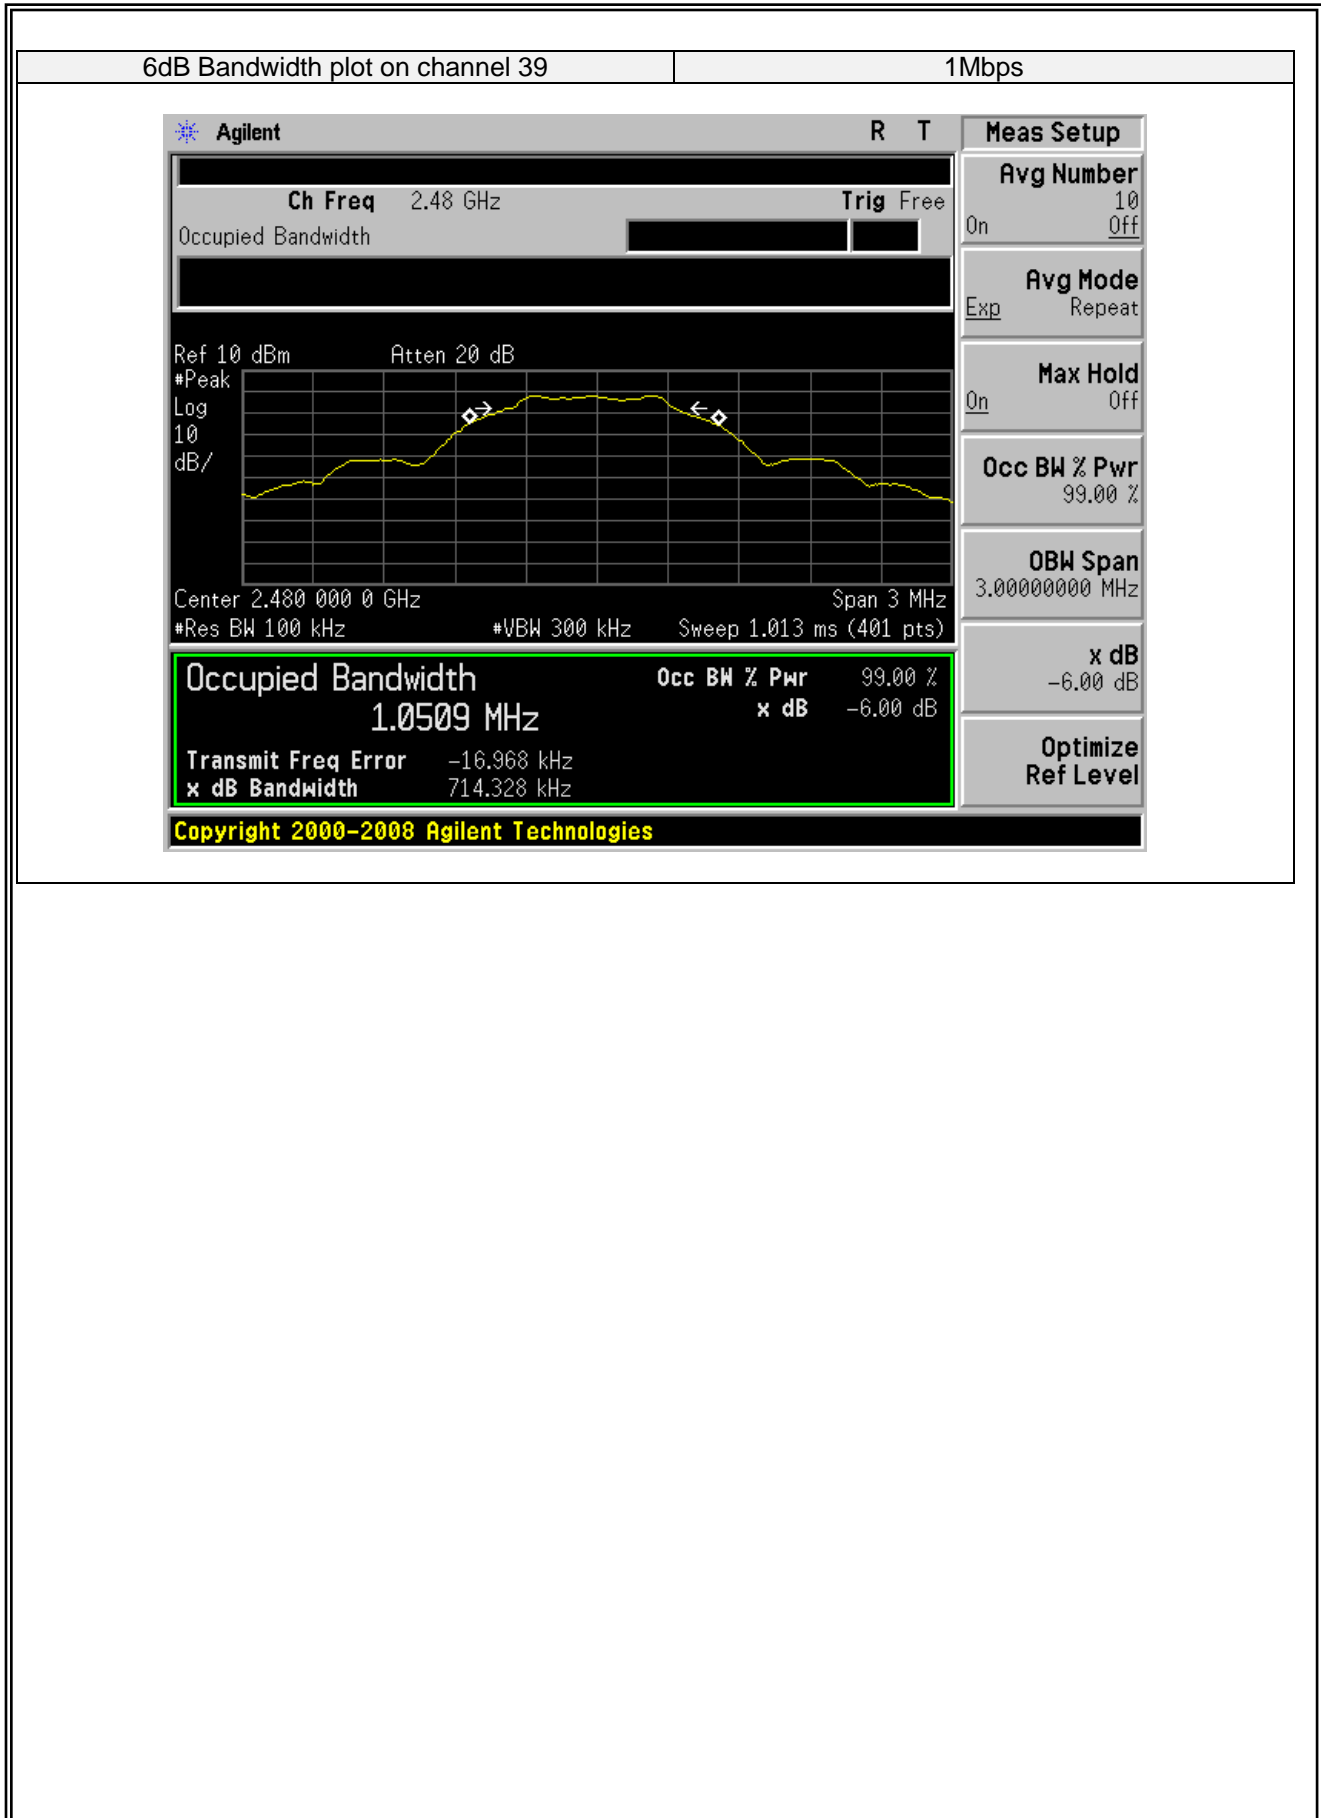 6dB Bandwidth plot on channel 39 1Mbps
Agilent R T
Ch Freq 2.48 GHz Trig Free
Occupied Bandwidth
Ref 10 dBm Atten 20 dB
#Peak
Log
10
dB/
Center 2.480 000 0 GHz Span 3 MHz
#Res BW 100 kHz #VBW 300 kHz Sweep 1.013 ms (401 pts)
Occupied Bandwidth Occ BW % Pwr 99.00 %
1.0509 MHz x dB -6.00 dB
Transmit Freq Error -16.968 kHz
x dB Bandwidth 714.328 kHz
Copyright 2000-2008 Agilent Technologies
Meas Setup
Avg Number
10
On Off
Avg Mode
Exp Repeat
Max Hold
On Off
Occ BW % Pwr
99.00 %
OBW Span
3.00000000 MHz
x dB
-6.00 dB
Optimize
Ref Level